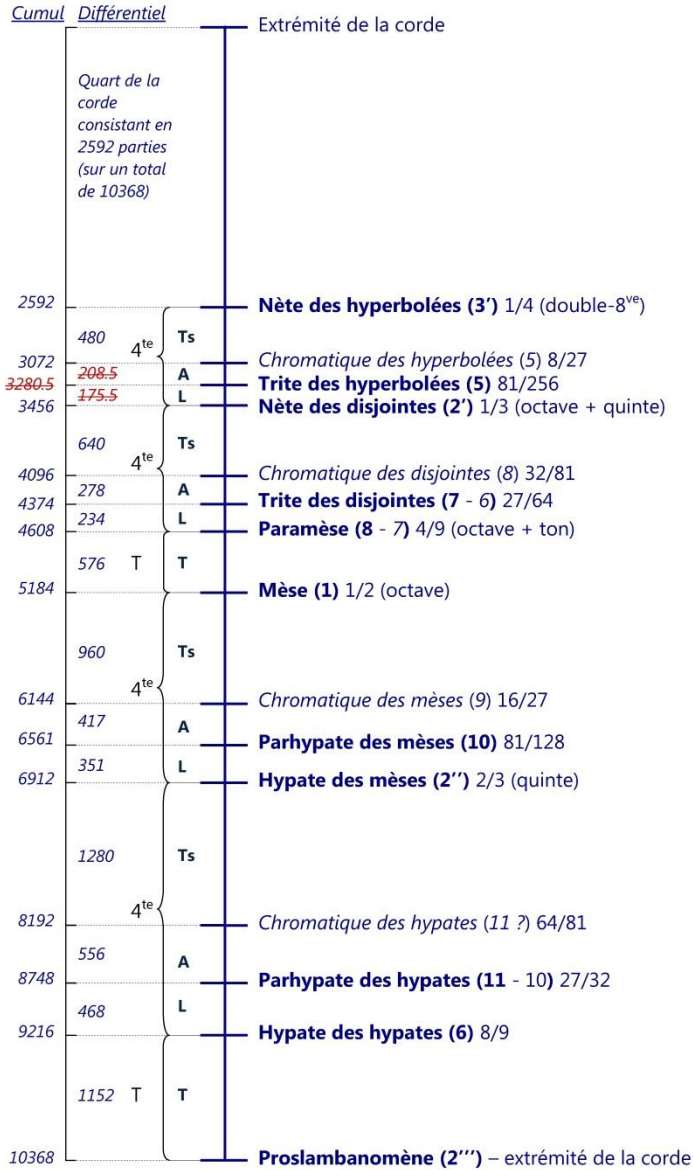 Cumul Différentiel
Extrémité de la corde
Quart de la
corde
consistant en
2592 parties
(sur un total
de 10368)
2592 Nète des hyperbolées (3') 1/4 (double-8ve)
480 4te Ts
3072 Chromatique des hyperbolées (5) 8/27
208.5 A
3280.5 Trite des hyperbolées (5) 81/256
175.5 L
3456 Nète des disjointes (2') 1/3 (octave + quinte)
640 4te Ts
4096 Chromatique des disjointes (8) 32/81
278 A
4374 Trite des disjointes (7 - 6) 27/64
234 L
4608 Paramèse (8 - 7) 4/9 (octave + ton)
576 T T
5184 Mèse (1) 1/2 (octave)
960 4te Ts
6144 Chromatique des mèses (9) 16/27
417 A
6561 Parhypate des mèses (10) 81/128
351 L
6912 Hypate des mèses (2'') 2/3 (quinte)
1280 4te Ts
8192 Chromatique des hypates (11 ?) 64/81
556 A
8748 Parhypate des hypates (11 - 10) 27/32
468 L
9216 Hypate des hypates (6) 8/9
1152 T T
10368 Proslambanomène (2''') – extrémité de la corde